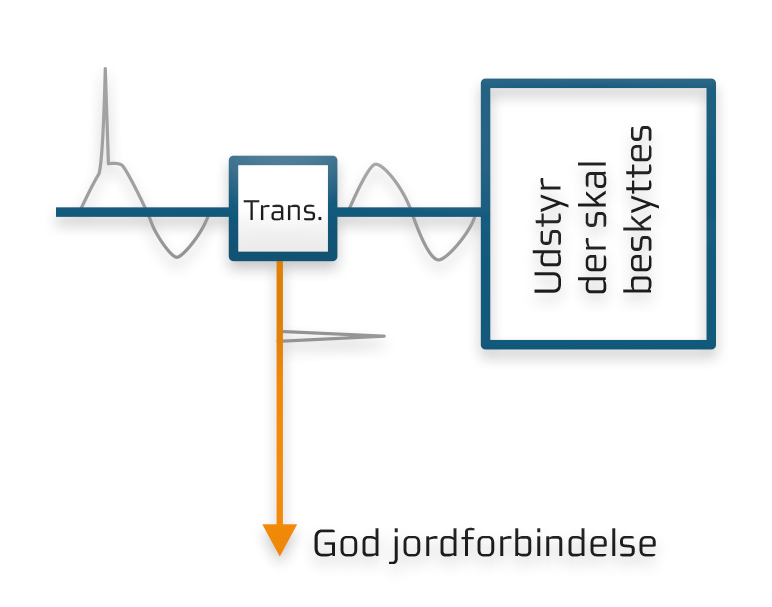 Trans.
Udstyr
der skal
beskyttes
God jordforbindelse